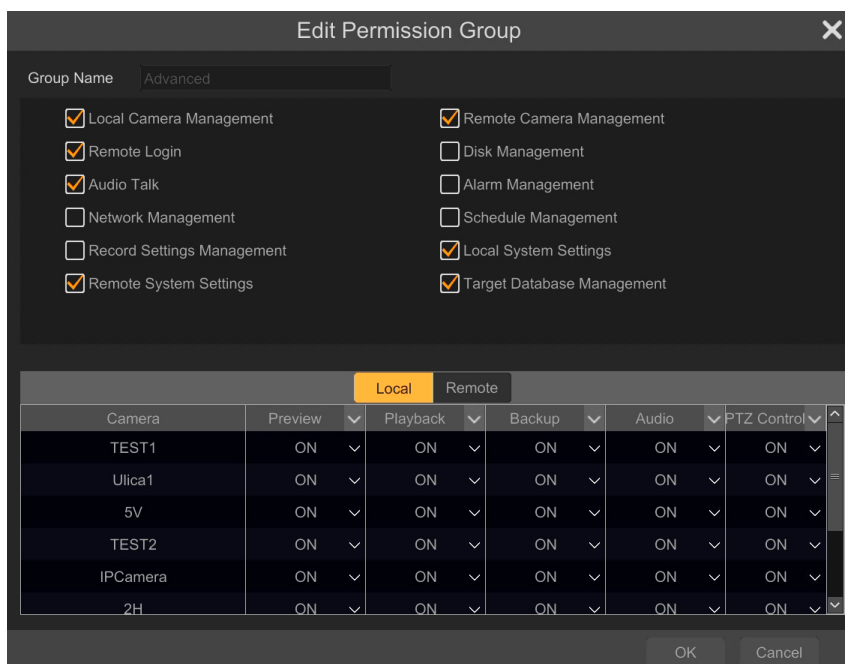 Edit Permission Group
Group Name Advanced
Local Camera Management Remote Camera Management
Remote Login Disk Management
Audio Talk Alarm Management
Network Management Schedule Management
Record Settings Management Local System Settings
Remote System Settings Target Database Management
Local Remote
Camera Preview Playback Backup Audio PTZ Control
TEST1 ON ON ON ON ON
Ulica1 ON ON ON ON ON
5V ON ON ON ON ON
TEST2 ON ON ON ON ON
IPCamera ON ON ON ON ON
2H ON ON ON ON ON
OK Cancel